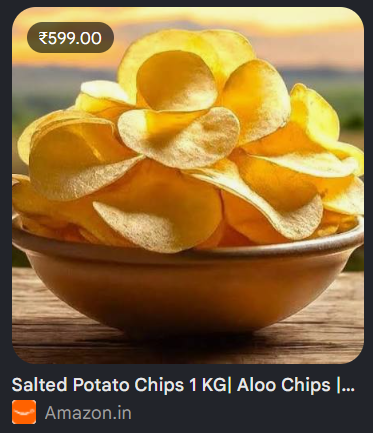 ₹599.00
Salted Potato Chips 1 KG| Aloo Chips |...
Amazon.in